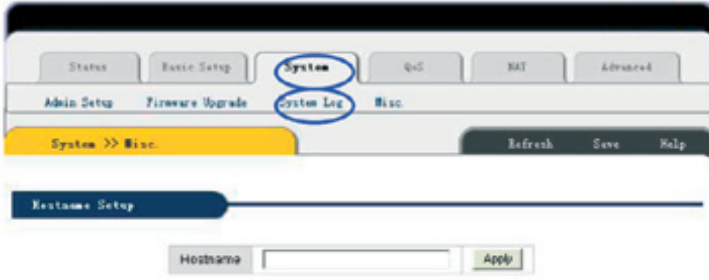 Status Basic Setup System QoS NAT Advanced
Admin Setup Firmware Upgrade System Log Misc.
System >> Misc. Refresh Save Help
Hostname Setup
Hostname Apply